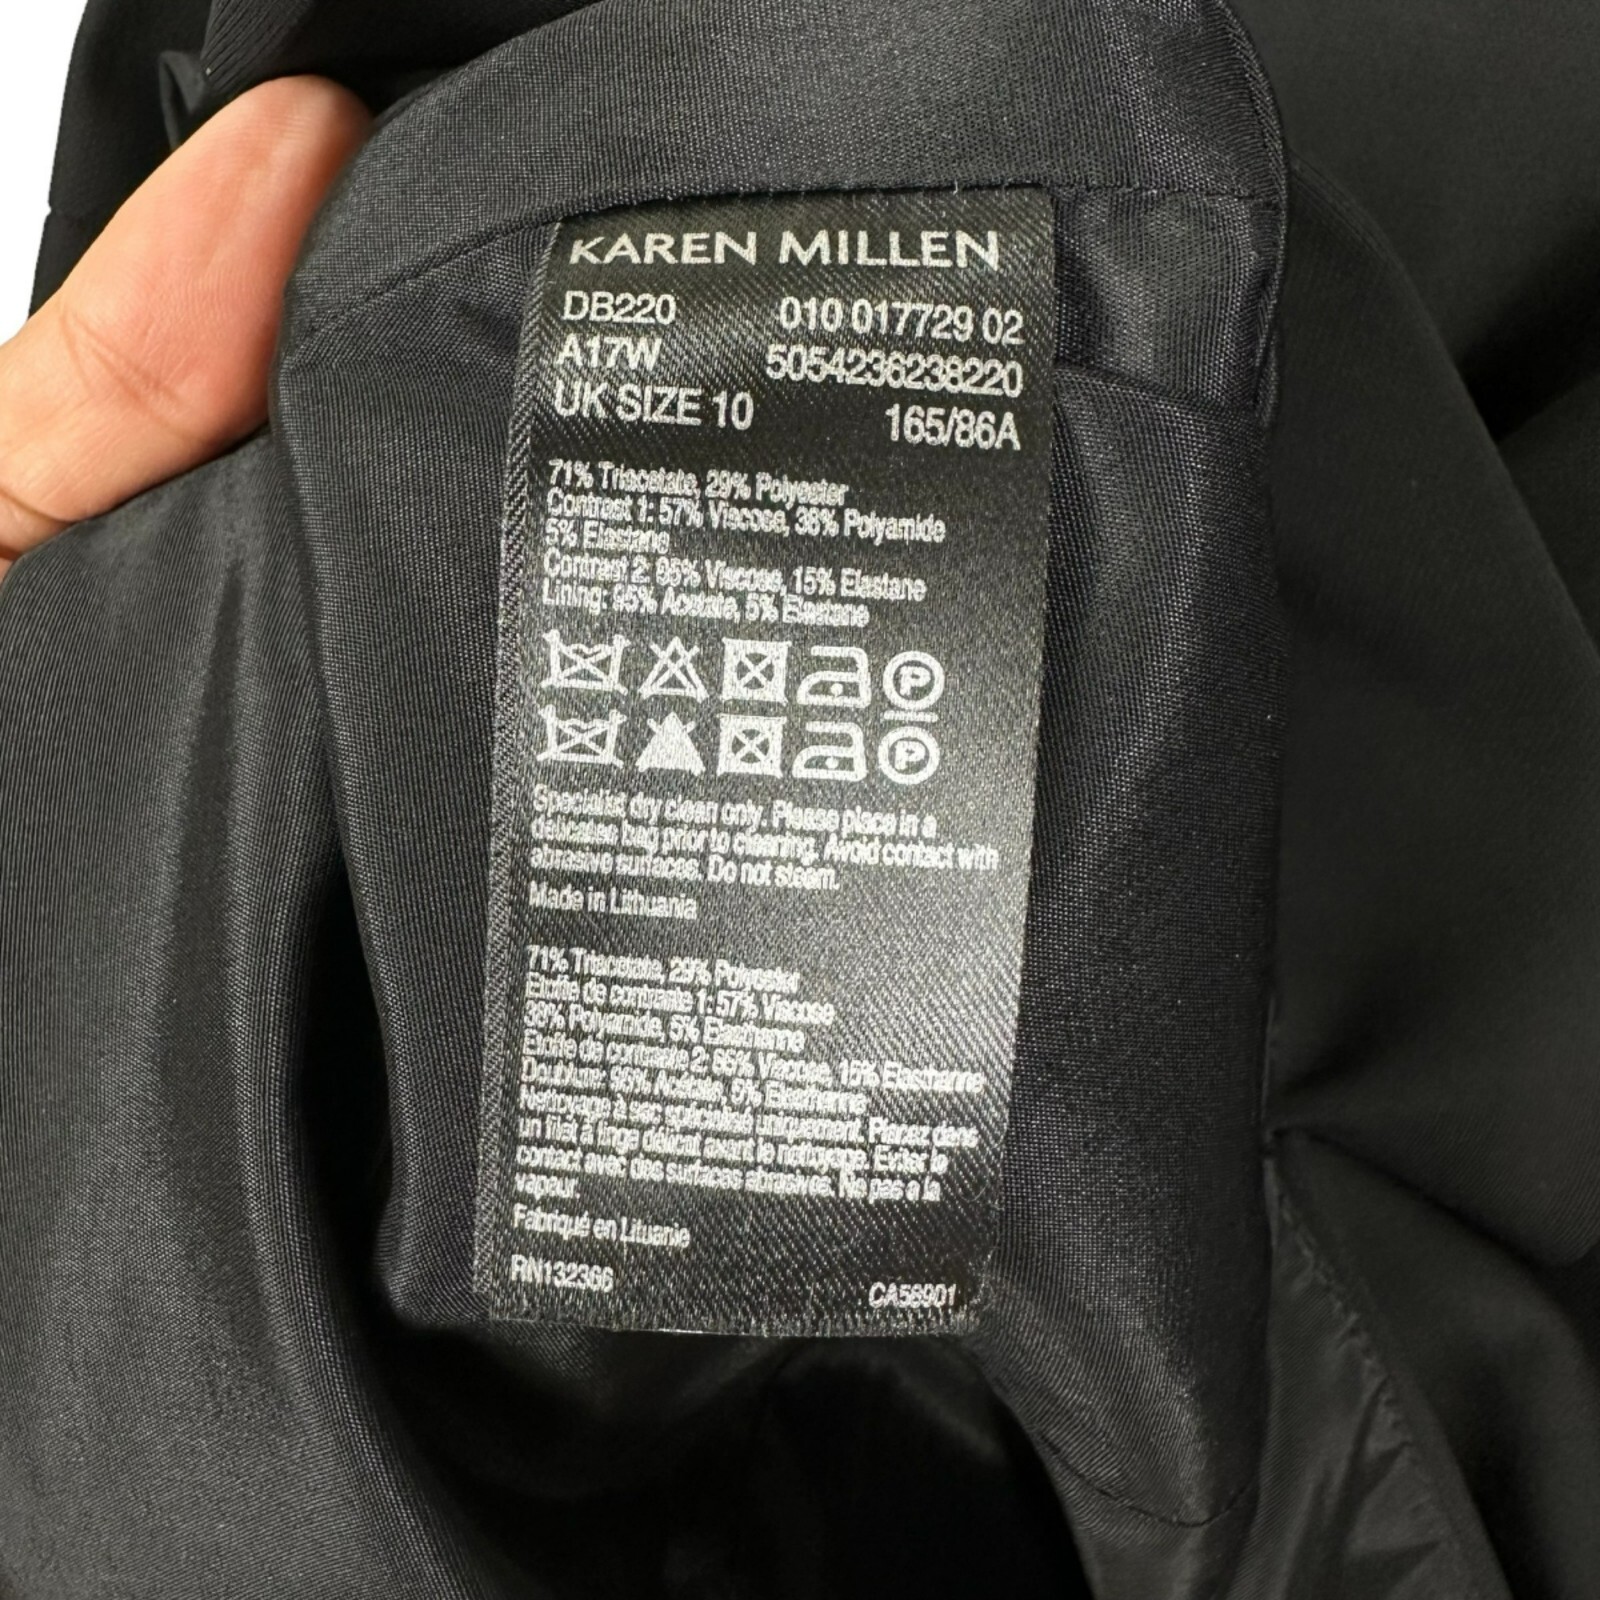 KAREN MILLEN
DB220 010 017729 02
A17W 5054236238220
UK SIZE 10 165/86A
71% Triacetate, 29% Polyester
Contrast 1: 57% Viscose, 38% Polyamide
5% Elastane
Contrast 2: 85% Viscose, 15% Elastane
Lining: 95% Acetate, 5% Elastane
P
P
Specialist dry clean only. Please place in a
delicates bag prior to cleaning. Avoid contact with
abrasive surfaces. Do not steam.
Made in Lithuania
71% Triacetate, 29% Polyester
Etoffe de contraste 1: 57% Viscose
38% Polyamide, 5% Elasthanne
Etoffe de contraste 2: 85% Viscose, 15% Elasthanne
Doublure: 95% Acétate, 5% Elasthanne
Nettoyage à sec spécialisé uniquement. Placez dans
un filet à linge délicat avant le nettoyage. Eviter le
contact avec des surfaces abrasives. Ne pas a la
vapeur.
Fabriqué en Lituanie
RN132366 CA56901